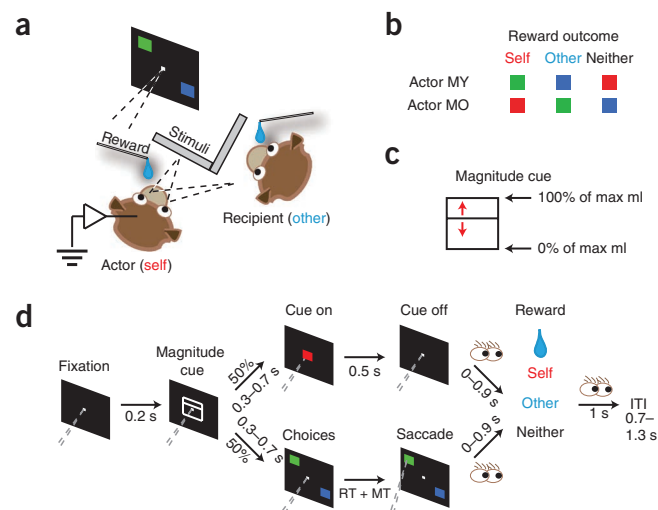 a
Reward
Stimuli
Recipient (other)
Actor (self)
b
Reward outcome
Self Other Neither
Actor MY
Actor MO
c
Magnitude cue
100% of max ml
0% of max ml
d
Fixation
0.2 s
Magnitude
cue
50%
0.3–0.7 s
Cue on
0.5 s
Cue off
0–0.9 s
0.3–0.7 s
50%
Choices
RT + MT
Saccade
0–0.9 s
Reward
Self
Other
Neither
1 s
ITI
0.7–
1.3 s